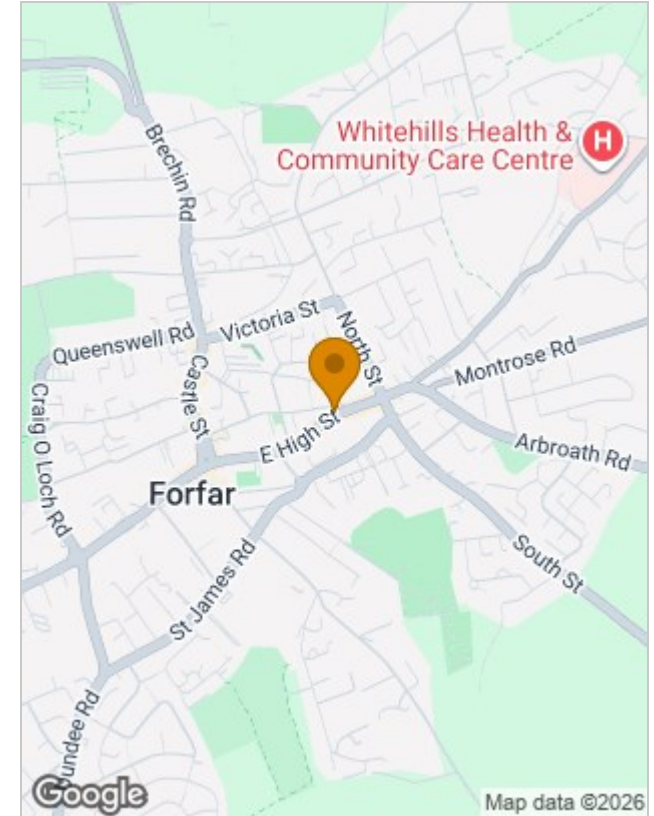 Whitehills Health &
Community Care Centre
H
Brechin Rd
Victoria St
Queenswell Rd
North St
Castle St
Montrose Rd
Craig O Loch Rd
E High St
Arbroath Rd
Forfar
South St
St James Rd
Dundee Rd
Google
Map data ©2026